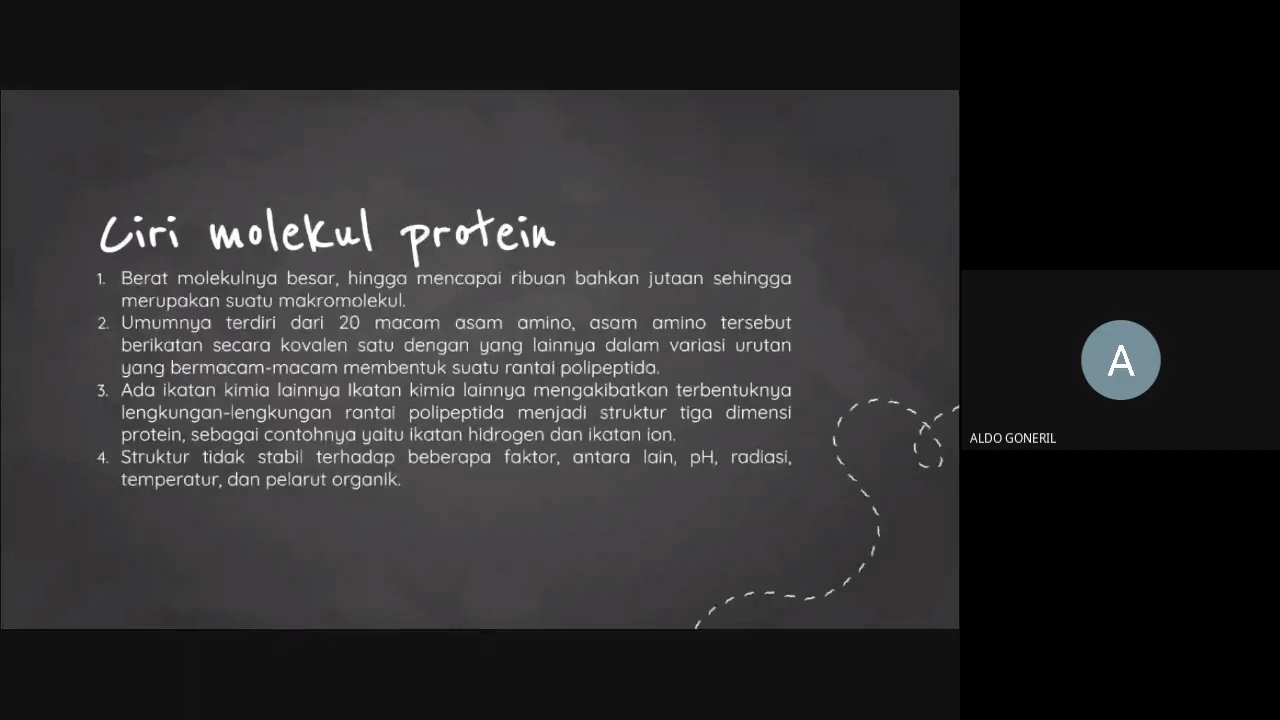 Ciri molekul protein
1. Berat molekulnya besar, hingga mencapai ribuan bahkan jutaan sehingga
merupakan suatu makromolekul.
2. Umumnya terdiri dari 20 macam asam amino, asam amino tersebut
berikatan secara kovalen satu dengan yang lainnya dalam variasi urutan
yang bermacam-macam membentuk suatu rantai polipeptida.
3. Ada ikatan kimia lainnya Ikatan kimia lainnya mengakibatkan terbentuknya
lengkungan-lengkungan rantai polipeptida menjadi struktur tiga dimensi
protein, sebagai contohnya yaitu ikatan hidrogen dan ikatan ion.
4. Struktur tidak stabil terhadap beberapa faktor, antara lain, pH, radiasi,
temperatur, dan pelarut organik.
A
ALDO GONERIL